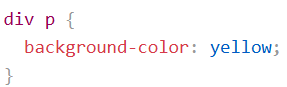 div p {
  background-color: yellow;
}